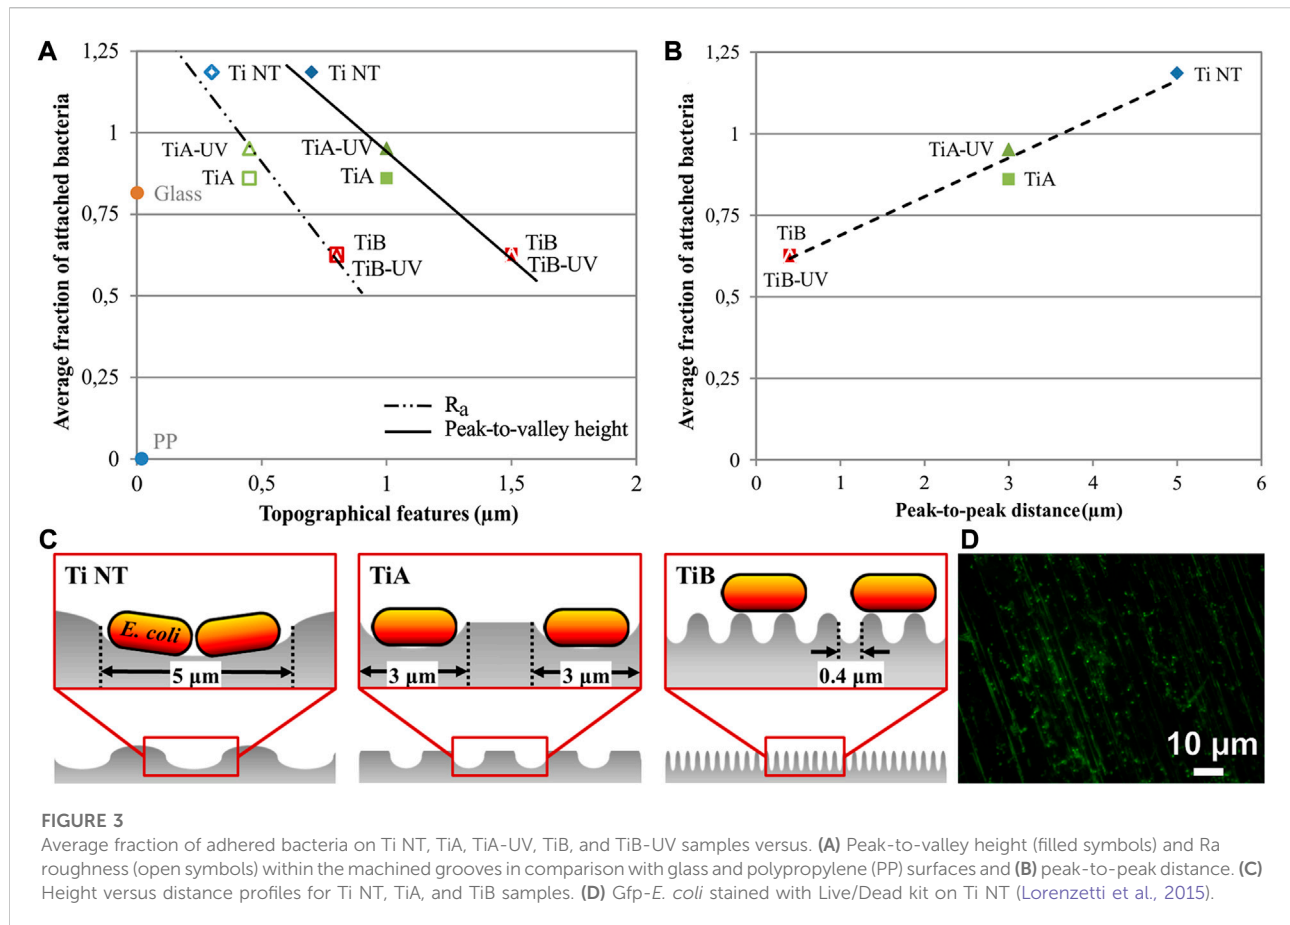 A
Average fraction of attached bacteria
1,25
1
0,75
0,5
0,25
0
Ti NT
Ti NT
TiA-UV
TiA-UV
TiA
TiA
Glass
TiB
TiB-UV
TiB
TiB-UV
PP
Ra
Peak-to-valley height
0
0,5
1
1,5
2
Topographical features (µm)
B
Average fraction of attached bacteria
1,25
1
0,75
0,5
0,25
0
Ti NT
TiA-UV
TiA
TiB
TiB-UV
0
1
2
3
4
5
6
Peak-to-peak distance(µm)
C
Ti NT
E. coli
5 µm
TiA
3 µm
3 µm
TiB
0.4 µm
D
10 µm
FIGURE 3
Average fraction of adhered bacteria on Ti NT, TiA, TiA-UV, TiB, and TiB-UV samples versus. (A) Peak-to-valley height (filled symbols) and Ra
roughness (open symbols) within the machined grooves in comparison with glass and polypropylene (PP) surfaces and (B) peak-to-peak distance. (C)
Height versus distance profiles for Ti NT, TiA, and TiB samples. (D) Gfp-E. coli stained with Live/Dead kit on Ti NT (Lorenzetti et al., 2015).